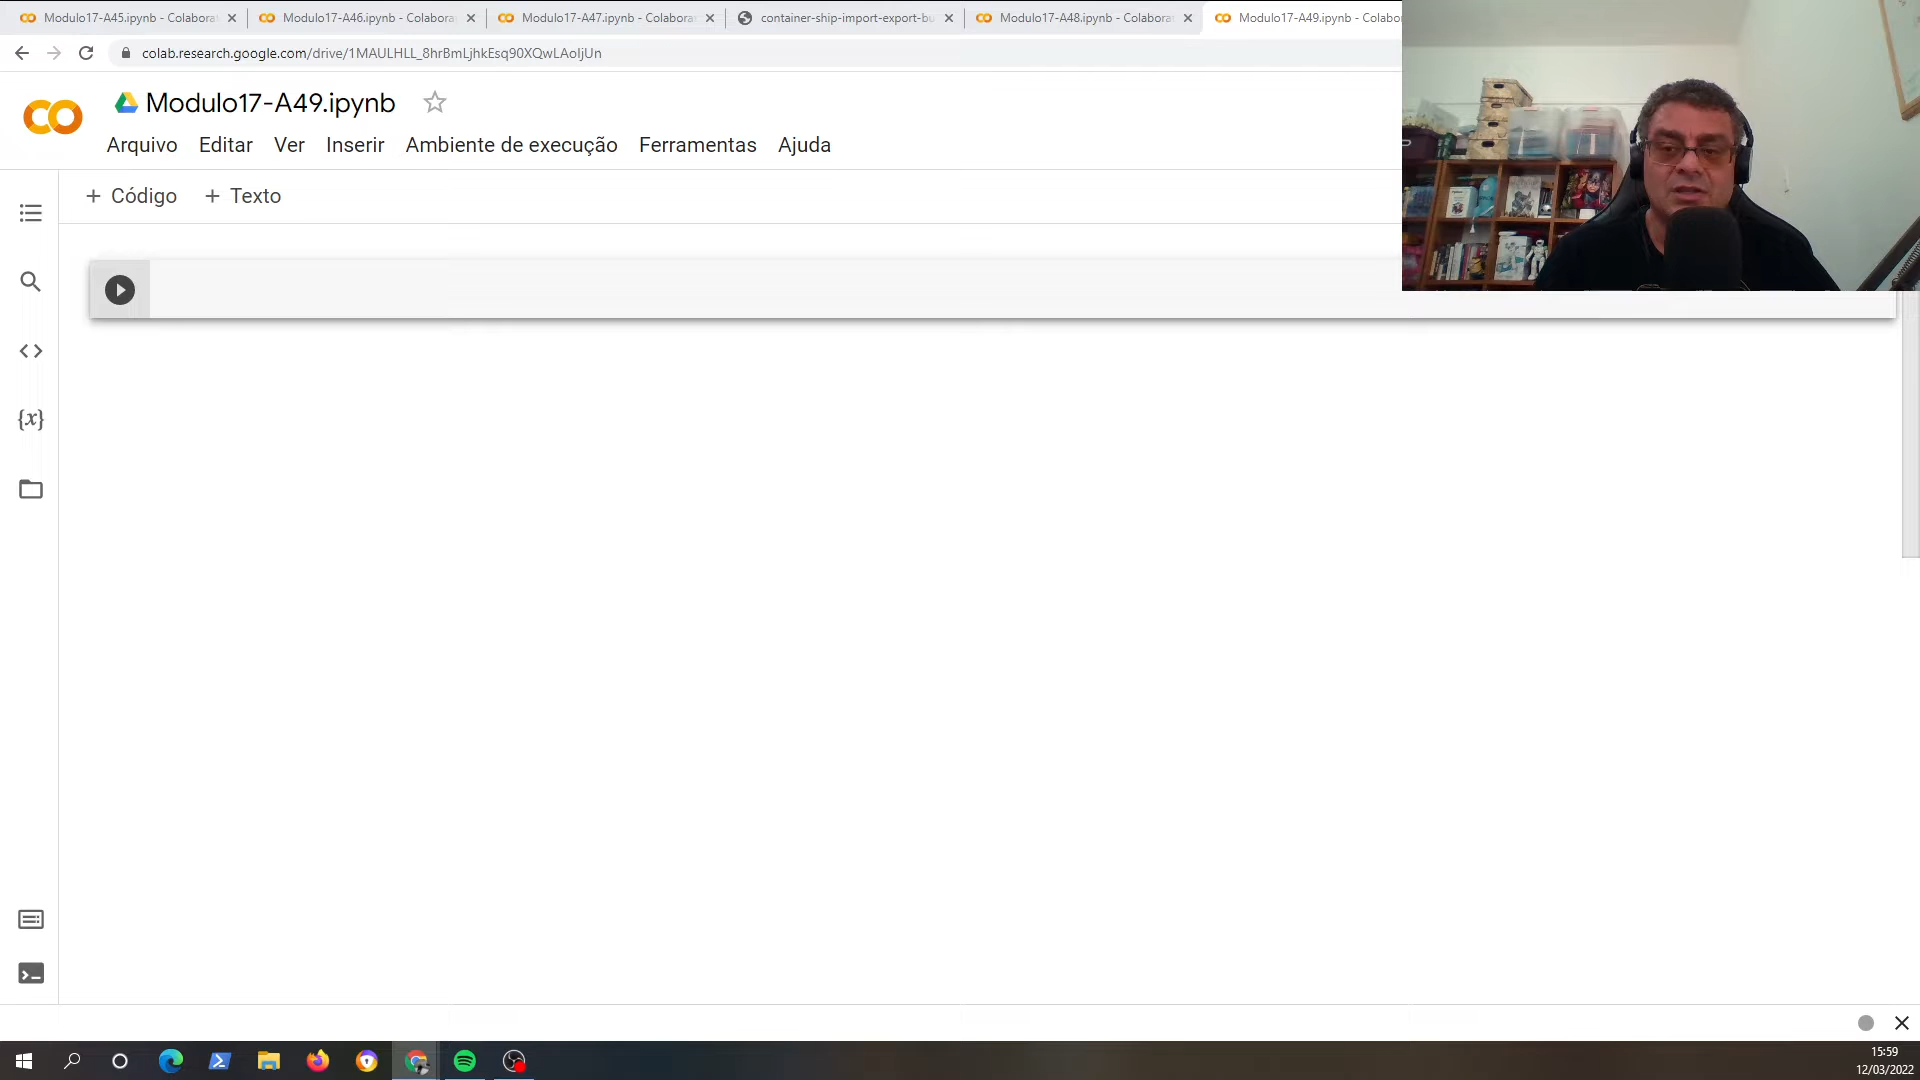 Modulo17-A45.ipynb - Colabora
Modulo17-A46.ipynb - Colabora
Modulo17-A47.ipynb - Colabora
container-ship-import-export-bu
Modulo17-A48.ipynb - Colabora
Modulo17-A49.ipynb - Colabo
colab.research.google.com/drive/1MAULHLL_8hrBmLjhkEsq90XQwLAoIjUn
Modulo17-A49.ipynb
Arquivo Editar Ver Inserir Ambiente de execução Ferramentas Ajuda
+ Código + Texto
{x}
15:59
12/03/2022